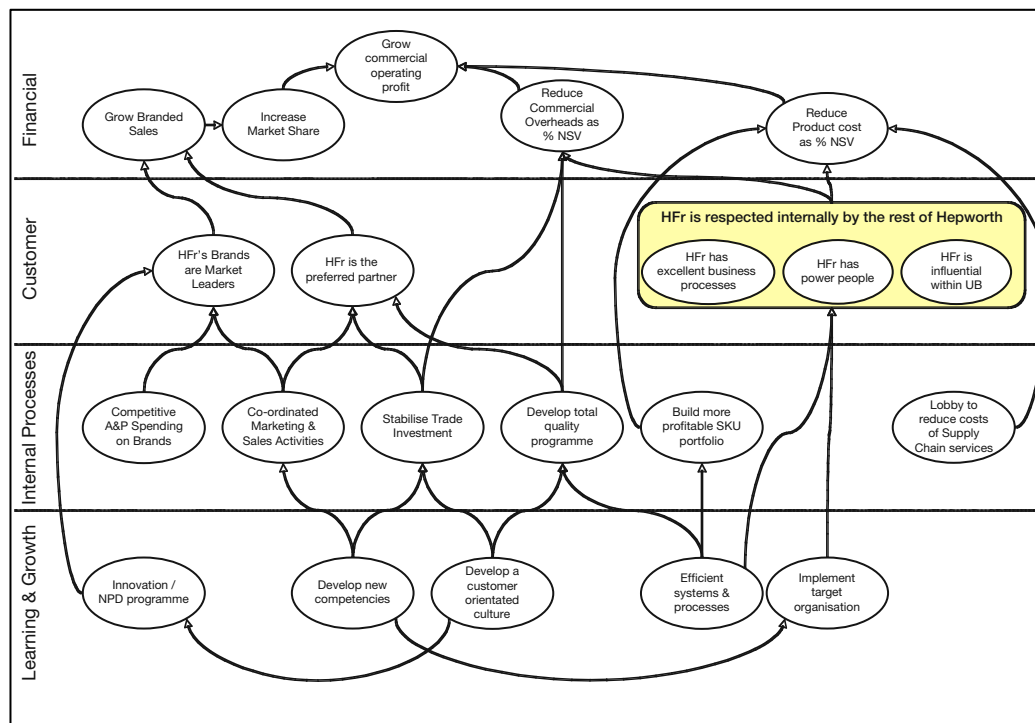 Financial
Grow
commercial
operating
profit
Grow Branded
Sales
Increase
Market Share
Reduce
Commercial
Overheads as
% NSV
Reduce
Product cost
as % NSV
Customer
HFr's Brands
are Market
Leaders
HFr is the
preferred partner
HFr is respected internally by the rest of Hepworth
HFr has
excellent business
processes
HFr has
power people
HFr is
influential
within UB
Internal Processes
Competitive
A&P Spending
on Brands
Co-ordinated
Marketing &
Sales Activities
Stabilise Trade
Investment
Develop total
quality
programme
Build more
profitable SKU
portfolio
Lobby to
reduce costs
of Supply
Chain services
Learning & Growth
Innovation /
NPD programme
Develop new
competencies
Develop a
customer
orientated
culture
Efficient
systems &
processes
Implement
target
organisation